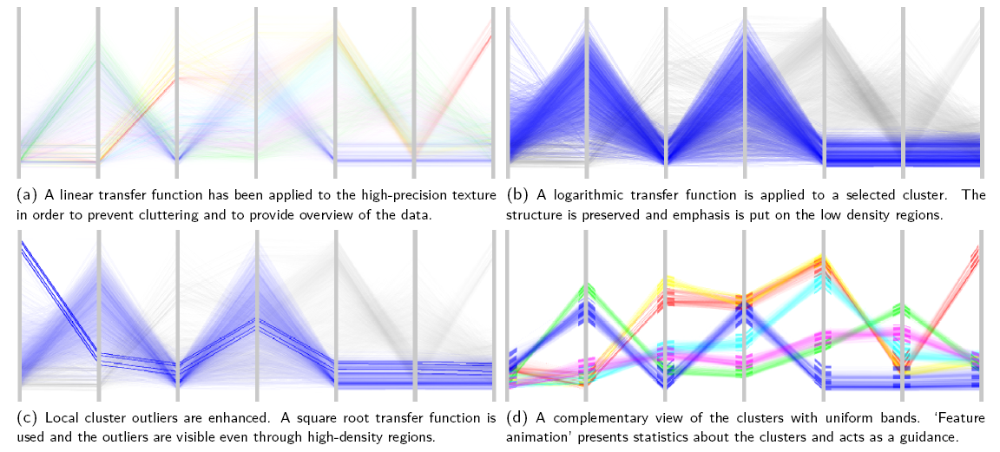 (a) A linear transfer function has been applied to the high-precision texture
in order to prevent cluttering and to provide overview of the data.
(b) A logarithmic transfer function is applied to a selected cluster. The
structure is preserved and emphasis is put on the low density regions.
(c) Local cluster outliers are enhanced. A square root transfer function is
used and the outliers are visible even through high-density regions.
(d) A complementary view of the clusters with uniform bands. ‘Feature
animation’ presents statistics about the clusters and acts as a guidance.